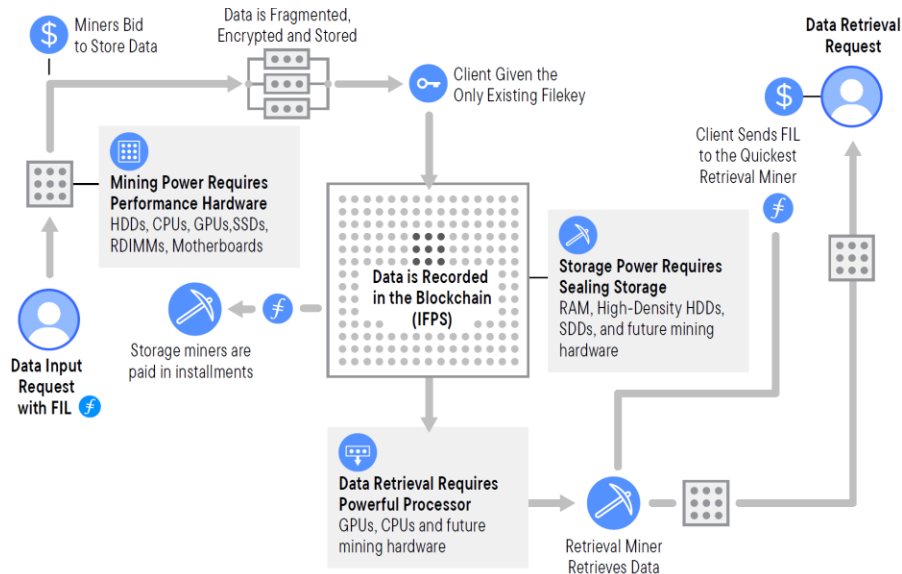 Miners Bid
to Store Data
Data is Fragmented,
Encrypted and Stored
Client Given the
Only Existing Filekey
Data Retrieval
Request
Client Sends FIL
to the Quickest
Retrieval Miner
Mining Power Requires
Performance Hardware
HDDs, CPUs, GPUs,SSDs,
RDIMMs, Motherboards
Data is Recorded
in the Blockchain
(IFPS)
Storage Power Requires
Sealing Storage
RAM, High-Density HDDs,
SDDs, and future mining
hardware
Storage miners are
paid in installments
Data Input
Request
with FIL
Data Retrieval Requires
Powerful Processor
GPUs, CPUs and future
mining hardware
Retrieval Miner
Retrieves Data